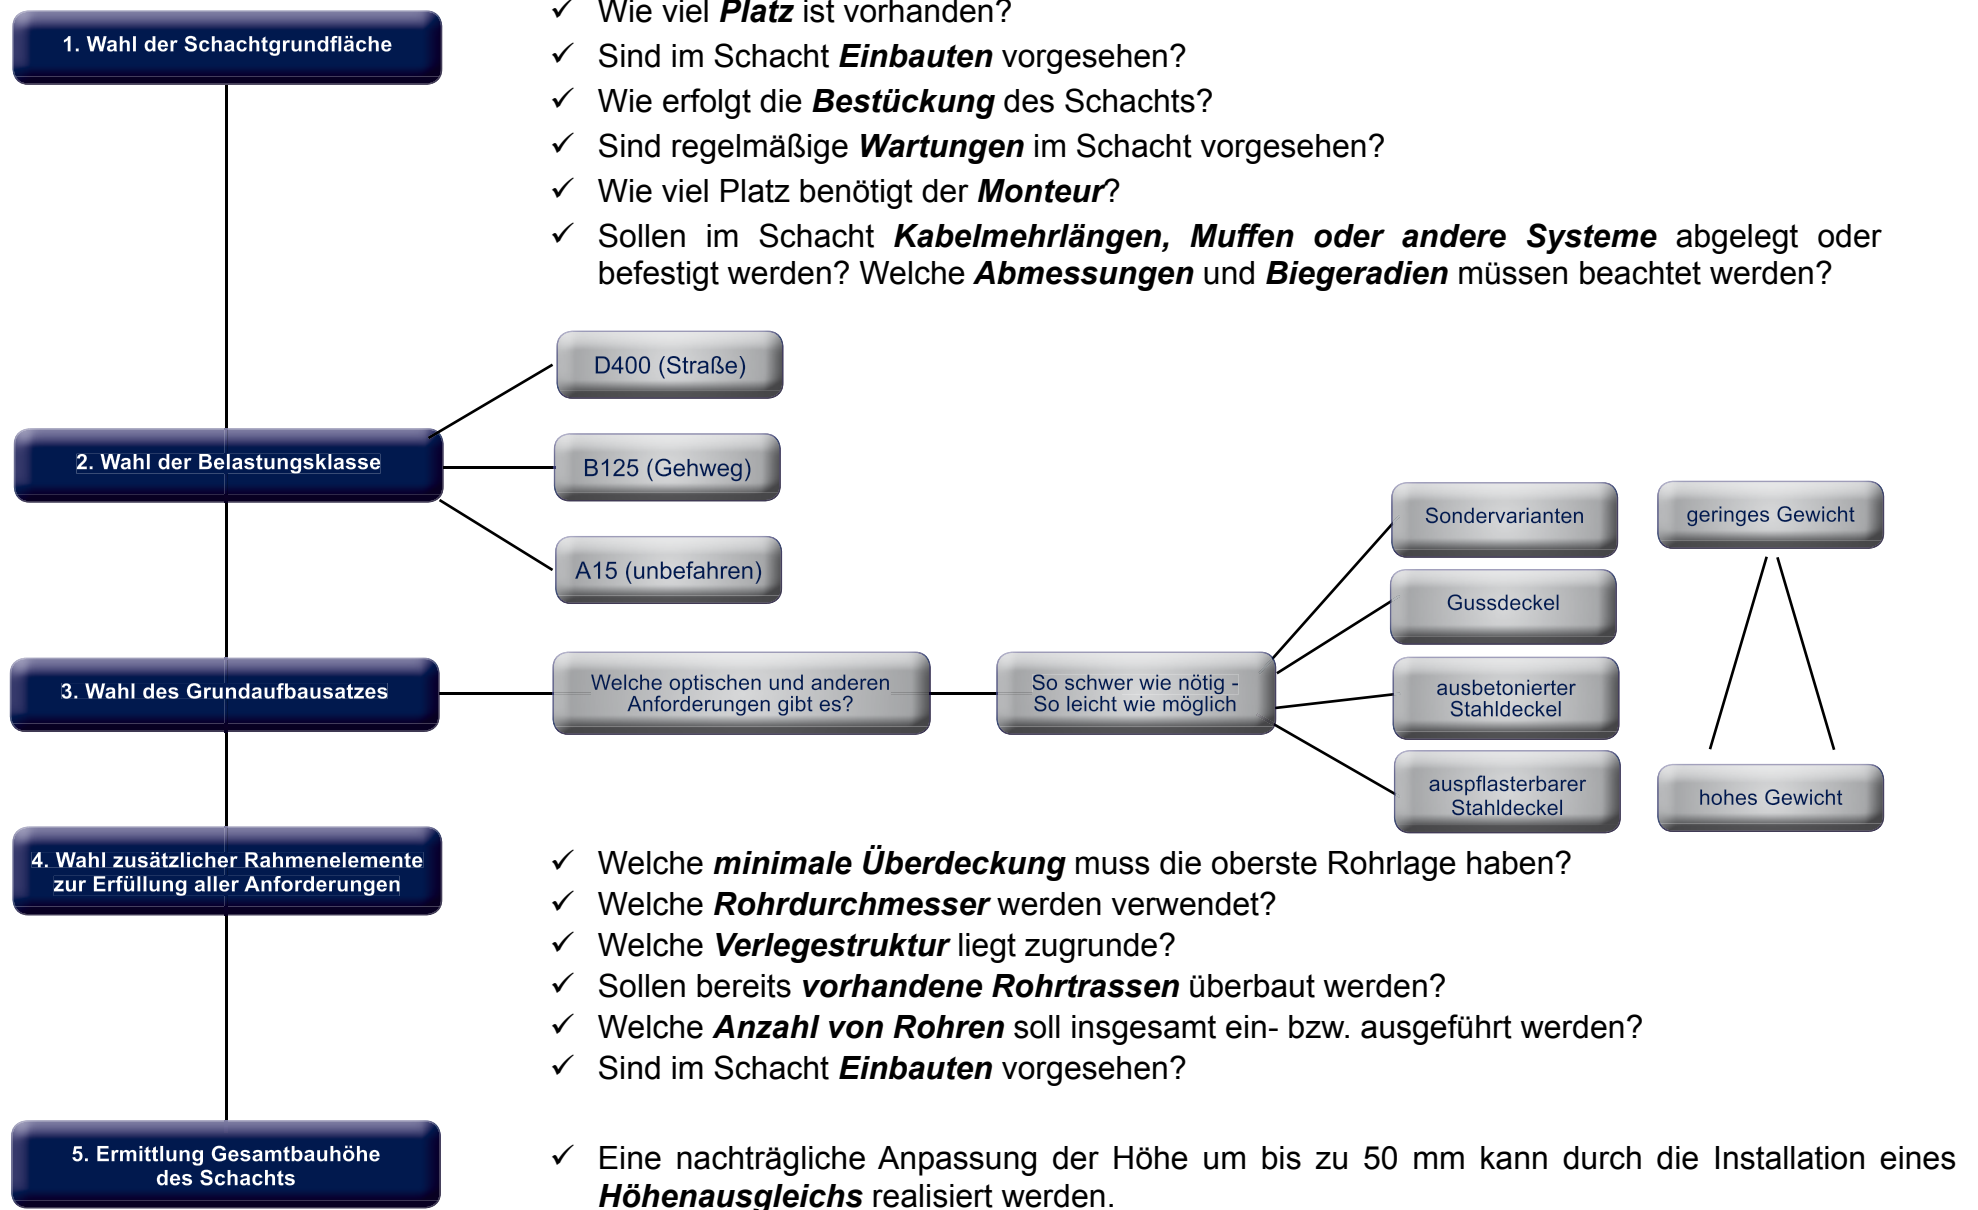 1. Wahl der Schachtgrundfläche
✓ Wie viel Platz ist vorhanden?
✓ Sind im Schacht Einbauten vorgesehen?
✓ Wie erfolgt die Bestückung des Schachts?
✓ Sind regelmäßige Wartungen im Schacht vorgesehen?
✓ Wie viel Platz benötigt der Monteur?
✓ Sollen im Schacht Kabelmehrlängen, Muffen oder andere Systeme abgelegt oder
befestigt werden? Welche Abmessungen und Biegeradien müssen beachtet werden?
2. Wahl der Belastungsklasse
D400 (Straße)
B125 (Gehweg)
A15 (unbefahren)
3. Wahl des Grundaufbausatzes
Welche optischen und anderen
Anforderungen gibt es?
So schwer wie nötig -
So leicht wie möglich
Sondervarianten
Gussdeckel
ausbetonierter
Stahldeckel
auspflasterbarer
Stahldeckel
geringes Gewicht
hohes Gewicht
4. Wahl zusätzlicher Rahmenelemente
zur Erfüllung aller Anforderungen
✓ Welche minimale Überdeckung muss die oberste Rohrlage haben?
✓ Welche Rohrdurchmesser werden verwendet?
✓ Welche Verlegestruktur liegt zugrunde?
✓ Sollen bereits vorhandene Rohrtrassen überbaut werden?
✓ Welche Anzahl von Rohren soll insgesamt ein- bzw. ausgeführt werden?
✓ Sind im Schacht Einbauten vorgesehen?
5. Ermittlung Gesamtbauhöhe
des Schachts
✓ Eine nachträgliche Anpassung der Höhe um bis zu 50 mm kann durch die Installation eines
Höhenausgleichs realisiert werden.